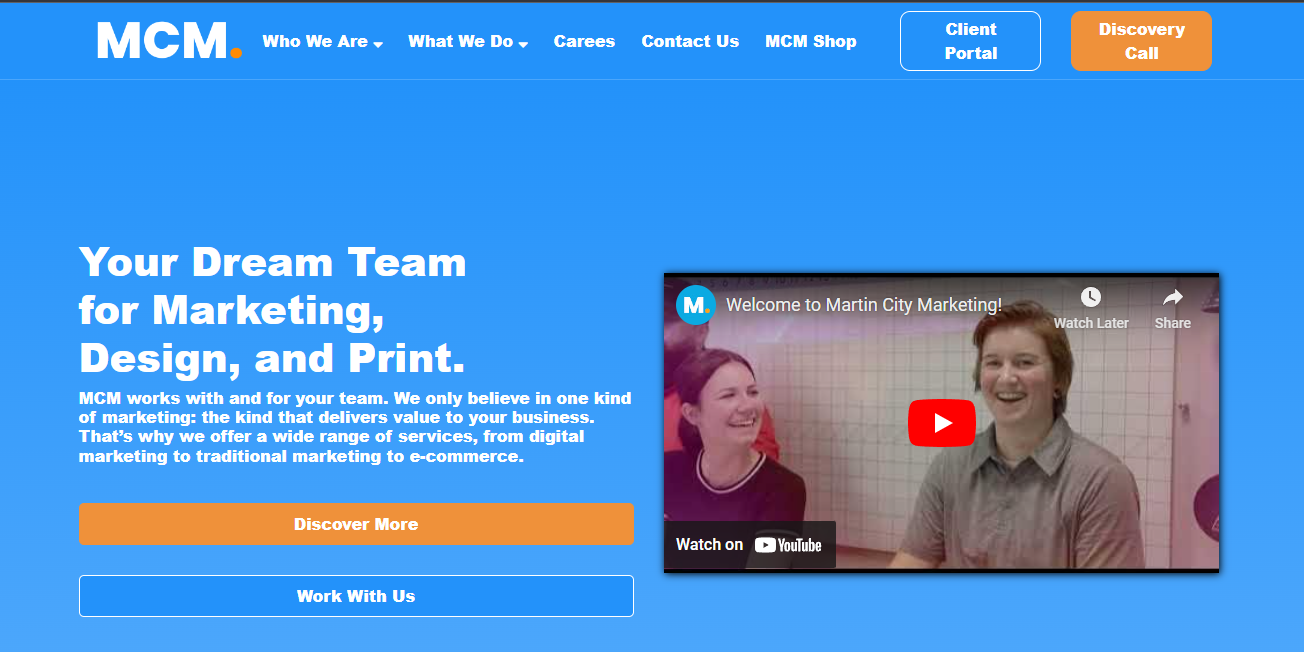 MCM.
Who We Are
What We Do
Careers
Contact Us
MCM Shop
Client
Portal
Discovery
Call
Your Dream Team
for Marketing,
Design, and Print.
MCM works with and for your team. We only believe in one kind
of marketing: the kind that delivers value to your business.
That’s why we offer a wide range of services, from digital
marketing to traditional marketing to e-commerce.
Discover More
Work With Us
M.
Welcome to Martin City Marketing!
Watch Later
Share
Watch on YouTube